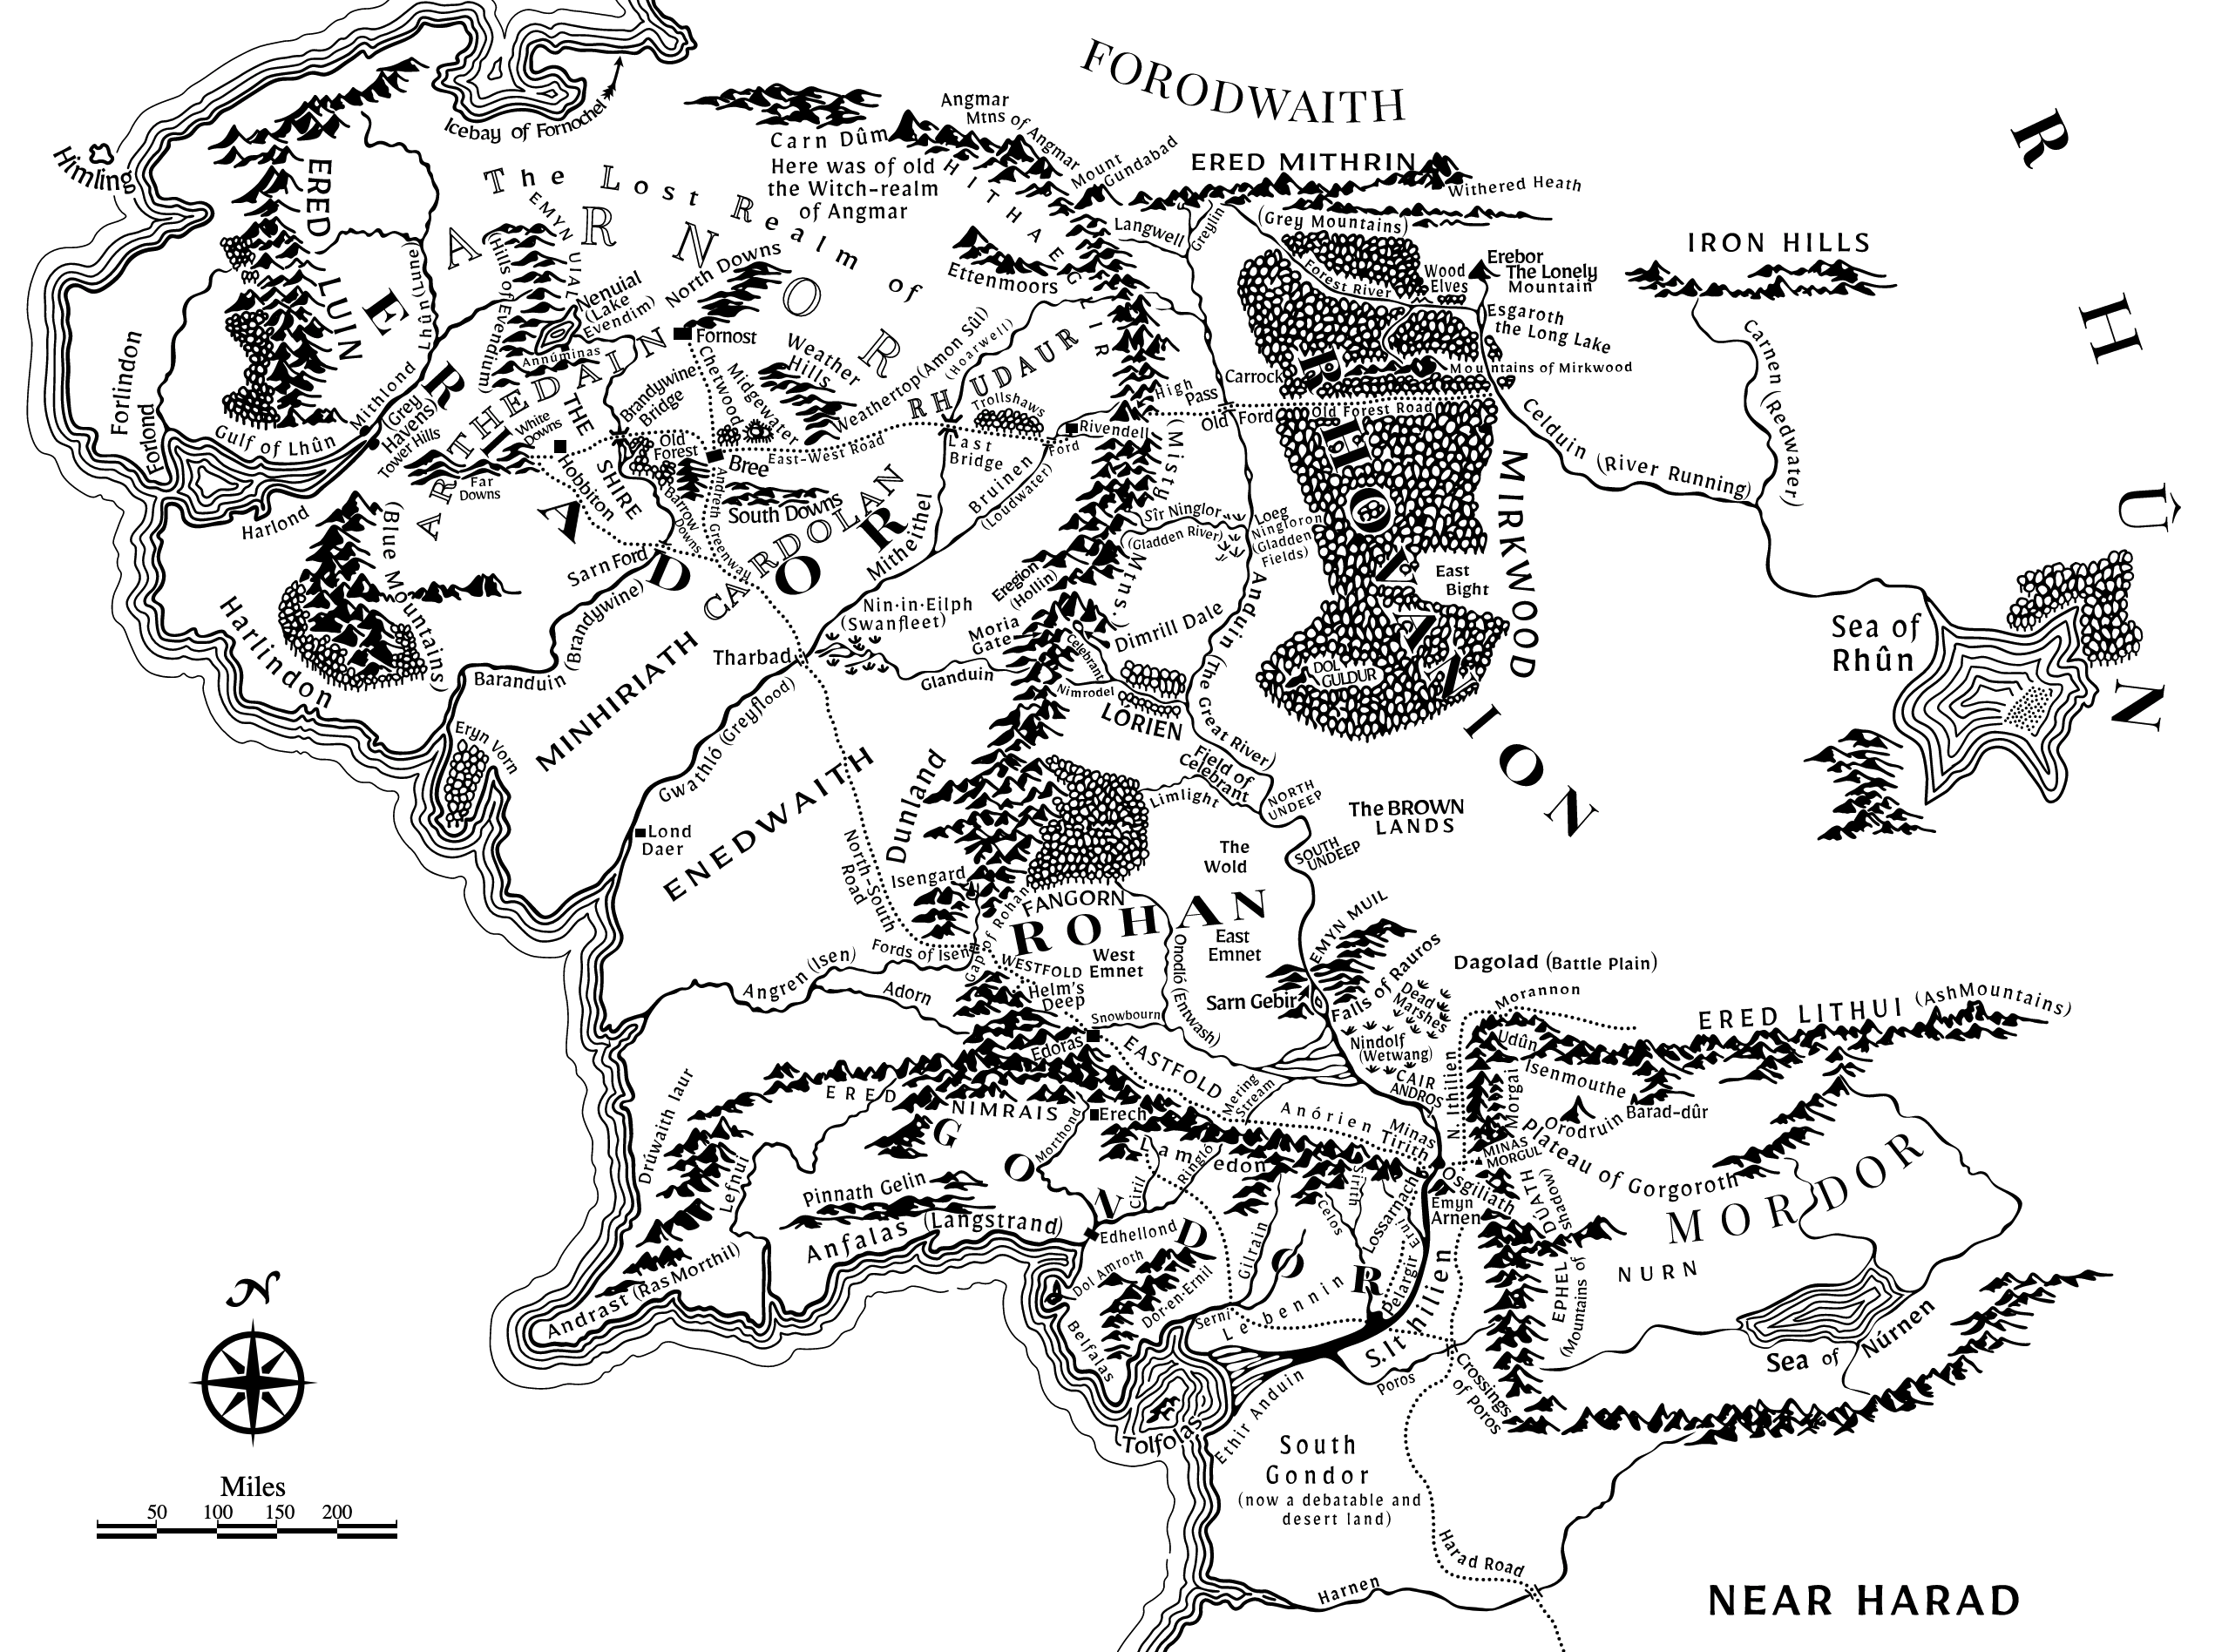 FORODWAITH
RHÛN
Icebay of Fornochel
Himling
Angmar
Mtns of Angmar
Carn Dûm
Here was of old
the Witch-realm
of Angmar
Mount
Gundabad
ERED MITHRIN
Withered Heath
(Grey Mountains)
The Lost Realm of
ARNOR
ERIADOR
ERED LUIN
(Blue Mountains)
EMYN UIAL
(Hills of Evendim)
Nenuial
(Lake
Evendim)
Annúminas
North Downs
Fornost
HITHAEGLIR
(Misty Mtns.)
Ettenmoors
Langwell
Greylin
Forest River
Wood
Elves
Erebor
The Lonely
Mountain
Esgaroth
the Long Lake
IRON HILLS
Carnen (Redwater)
Mountains of Mirkwood
Celduin (River Running)
Forlindon
Forlond
Lhûn (Lune)
Mithlond
(Grey
Havens)
Gulf of Lhûn
Tower Hills
Harlond
Harlindon
ARTHEDAIN
White
Downs
Far
Downs
THE
SHIRE
Hobbiton
Brandywine
Bridge
Old
Forest
Chetwood
Midgewater
Weather
Hills
Weathertop (Amon Sûl)
(Hoarwell)
RHUDAUR
Trollshaws
Bree
East-West Road
Last
Bridge
Rivendell
Ford
Bruinen
(Loudwater)
High
Pass
Carrock
Old Ford
Old Forest Road
Barrow
Downs
Andreth Greenway
South Downs
CARDOLAN
Sarn Ford
Mitheithel
Baranduin (Brandywine)
Sîr Ninglor
(Gladden River)
Loeg
Ningloron
(Gladden
Fields)
RHOVANION
MIRKWOOD
East
Bight
DOL
GULDUR
Anduin (The Great River)
Eregion
(Hollin)
Nin-in-Eilph
(Swanfleet)
Moria
Gate
Dimrill Dale
Celebrant
Nimrodel
LÓRIEN
Glanduin
Tharbad
MINHIRIATH
Eryn Vorn
Gwathló (Greyflood)
Lond
Daer
ENEDWAITH
Dunland
North-South
Road
Sea of
Rhûn
Field of
Celebrant
Limlight
NORTH
UNDEEP
SOUTH
UNDEEP
The BROWN
LANDS
The
Wold
FANGORN
Isengard
Gap of Rohan
Fords of Isen
ROHAN
West
Emnet
East
Emnet
WESTFOLD
Helm's
Deep
Onodló (Entwash)
Snowbourn
Edoras
EASTFOLD
Angren (Isen)
Adorn
EMYN MUIL
Sarn Gebir
Falls of Rauros
Dead
Marshes
Nindolf
(Wetwang)
Dagolad (Battle Plain)
Morannon
ERED LITHUI (AshMountains)
Udûn
Isenmouthe
Morgai
Orodruin
Barad-dûr
Plateau of Gorgoroth
MINAS
MORGUL
MORDOR
NURN
Sea of Núrnen
EPHEL DÚATH
(Mountains of shadow)
CAIR
ANDROS
N. Ithilien
Mering
Stream
Anórien
Minas
Tirith
Osgiliath
Emyn
Arnen
Lossarnach
ERED NIMRAIS
Drúwaith Iaur
Lefnui
Erech
Morthond
Lamedon
Ringló
Ciril
GONDOR
Pinnath Gelin
Anfalas (Langstrand)
Andrast (Ras Morthil)
Edhellond
Dol Amroth
Dor-en-Ernil
Belfalas
Gilrain
Celos
Sirith
Erui
Serni
Lebennin
Pelargir
S. Ithilien
Poros
Crossings
of Poros
Tolfolas
Ethir Anduin
South
Gondor
(now a debatable and
desert land)
Harad Road
Harnen
NEAR HARAD
N
Miles
50 100 150 200